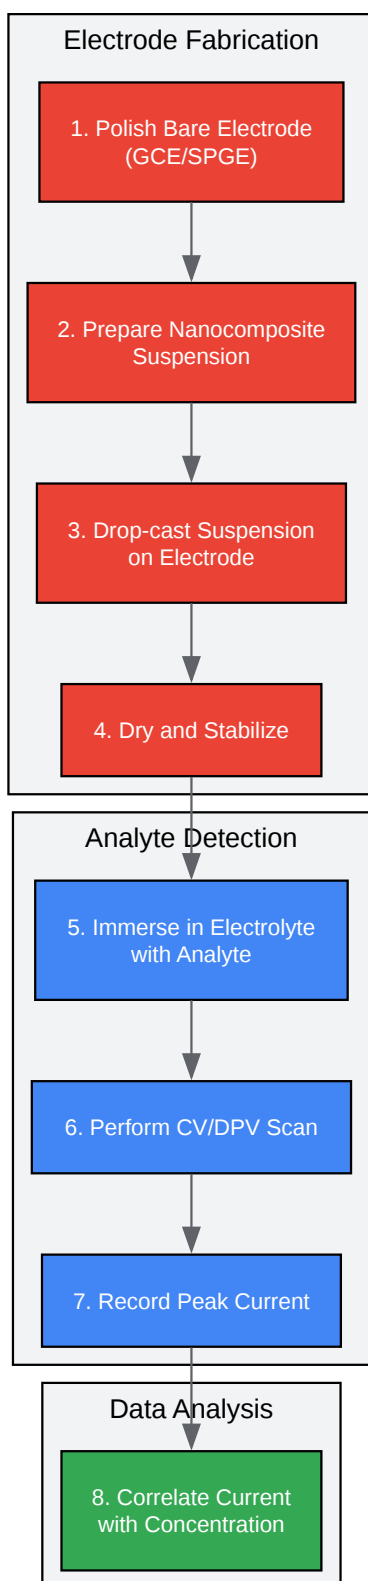 Electrode Fabrication
1. Polish Bare Electrode
(GCE/SPGE)
2. Prepare Nanocomposite
Suspension
3. Drop-cast Suspension
on Electrode
4. Dry and Stabilize
Analyte Detection
5. Immerse in Electrolyte
with Analyte
6. Perform CV/DPV Scan
7. Record Peak Current
Data Analysis
8. Correlate Current
with Concentration